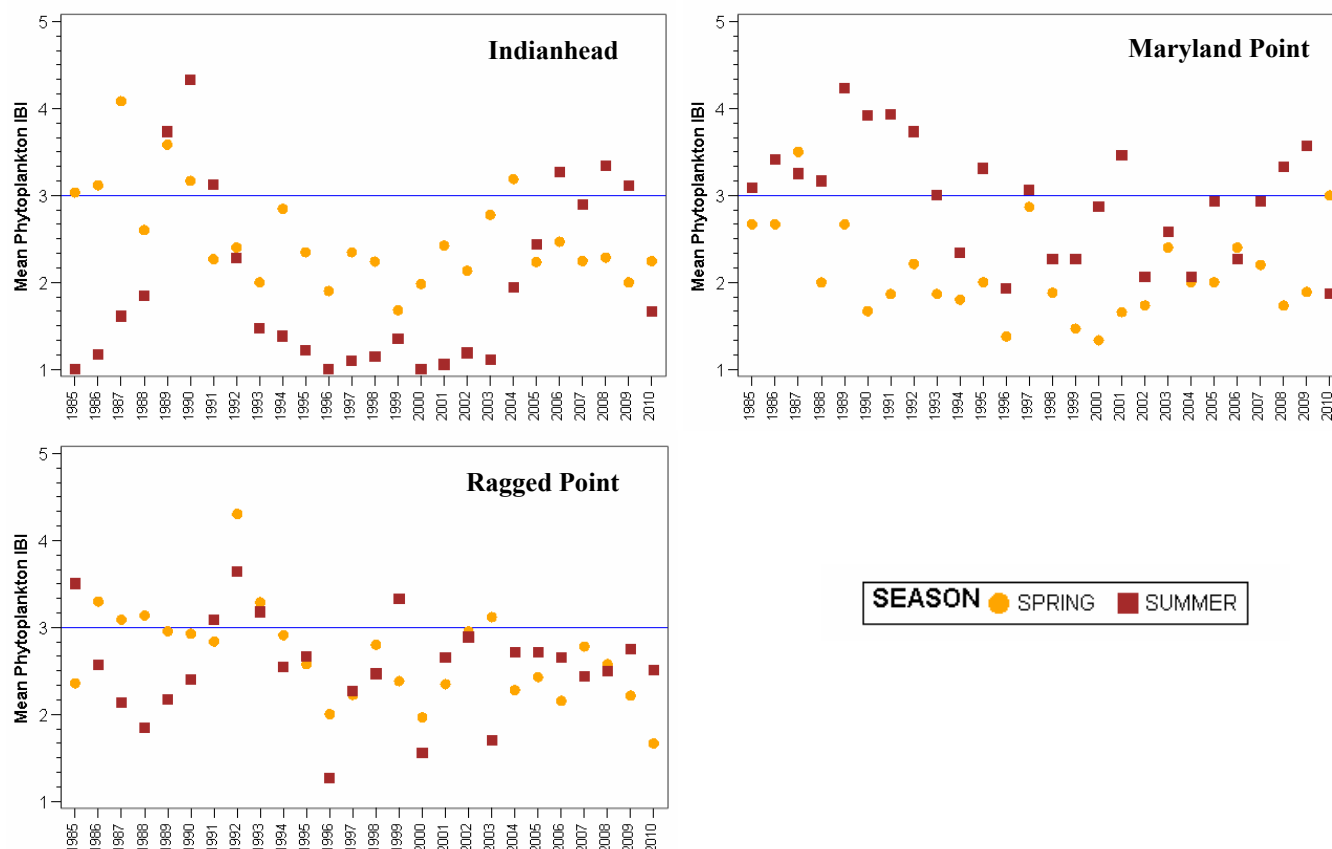 Indianhead
Mean Phytoplankton IBI
5
4
3
2
1
1985 1986 1987 1988 1989 1990 1991 1992 1993 1994 1995 1996 1997 1998 1999 2000 2001 2002 2003 2004 2005 2006 2007 2008 2009 2010
Maryland Point
Mean Phytoplankton IBI
5
4
3
2
1
1985 1986 1987 1988 1989 1990 1991 1992 1993 1994 1995 1996 1997 1998 1999 2000 2001 2002 2003 2004 2005 2006 2007 2008 2009 2010
Ragged Point
Mean Phytoplankton IBI
5
4
3
2
1
1985 1986 1987 1988 1989 1990 1991 1992 1993 1994 1995 1996 1997 1998 1999 2000 2001 2002 2003 2004 2005 2006 2007 2008 2009 2010
SEASON SPRING SUMMER